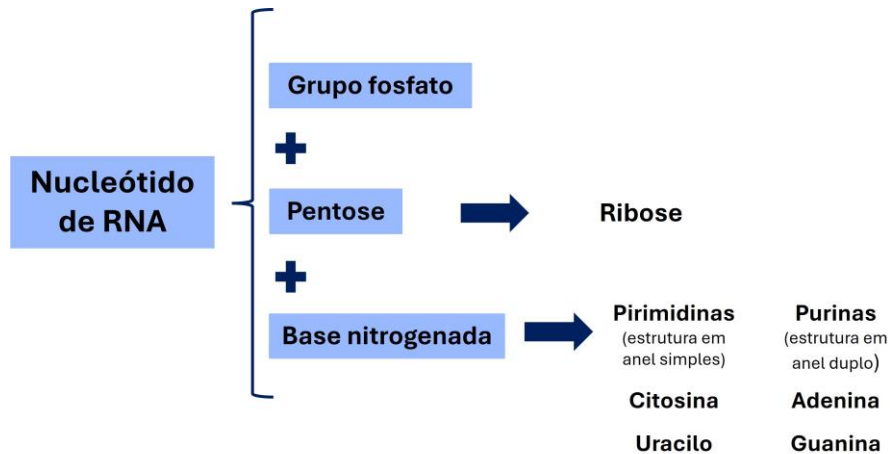 Grupo fosfato
Nucleótido
de RNA
Pentose
Ribose
Base nitrogenada
Pirimidinas
(estrutura em
anel simples)
Citosina
Uracilo
Purinas
(estrutura em
anel duplo)
Adenina
Guanina